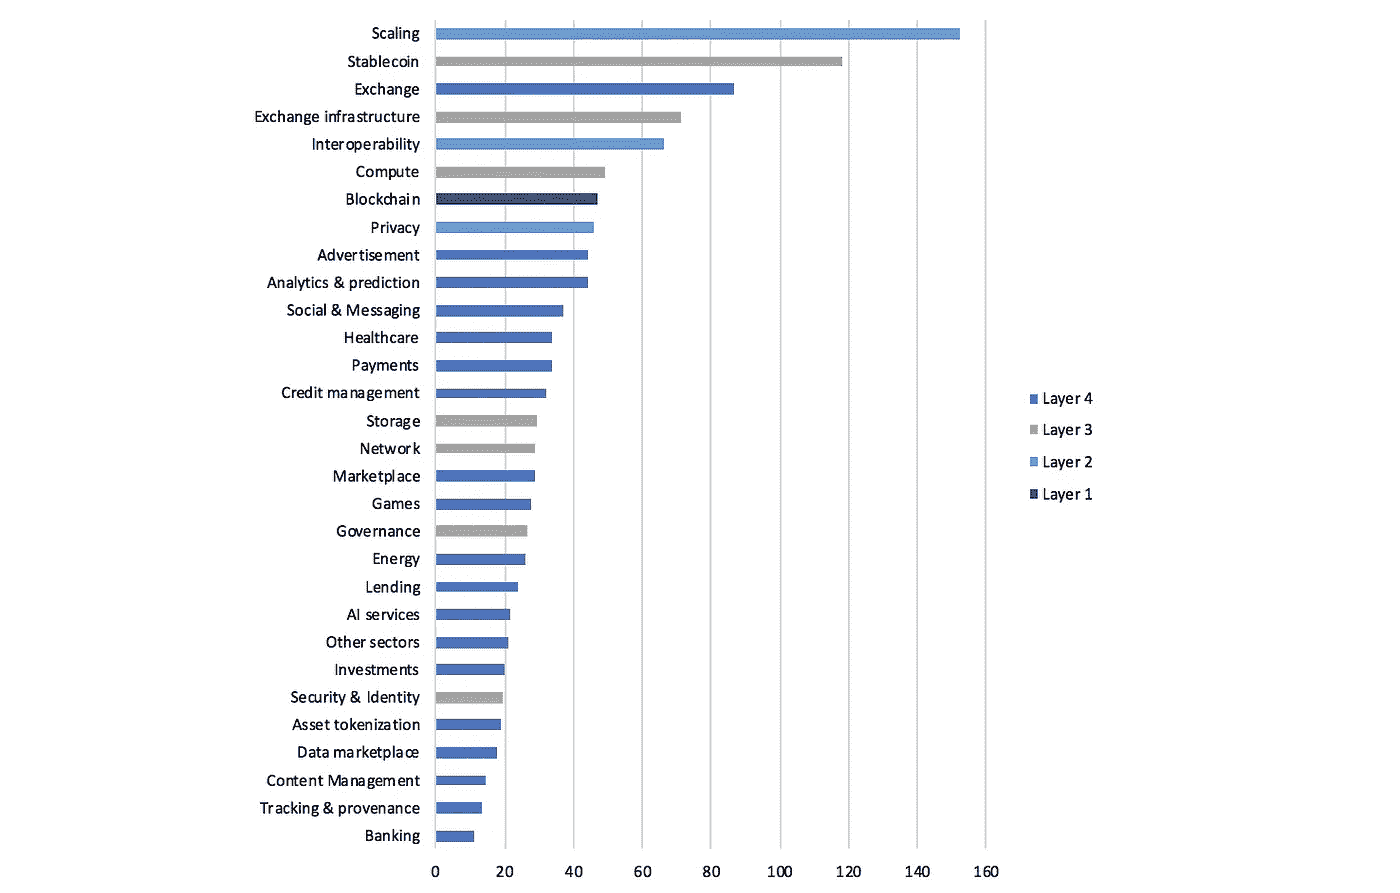 Scaling
Stablecoin
Exchange
Exchange infrastructure
Interoperability
Compute
Blockchain
Privacy
Advertisement
Analytics & prediction
Social & Messaging
Healthcare
Payments
Credit management
Storage
Network
Marketplace
Games
Governance
Energy
Lending
AI services
Other sectors
Investments
Security & Identity
Asset tokenization
Data marketplace
Content Management
Tracking & provenance
Banking
0 20 40 60 80 100 120 140 160
Layer 4
Layer 3
Layer 2
Layer 1